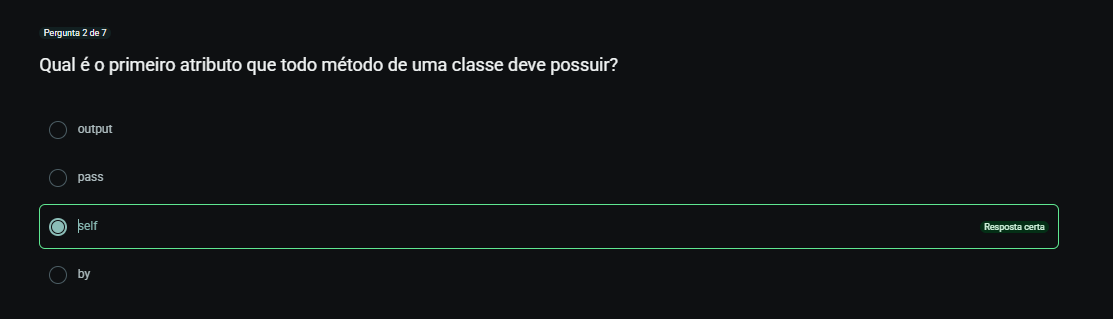 Pergunta 2 de 7
Qual é o primeiro atributo que todo método de uma classe deve possuir?
output
pass
self
Resposta certa
by